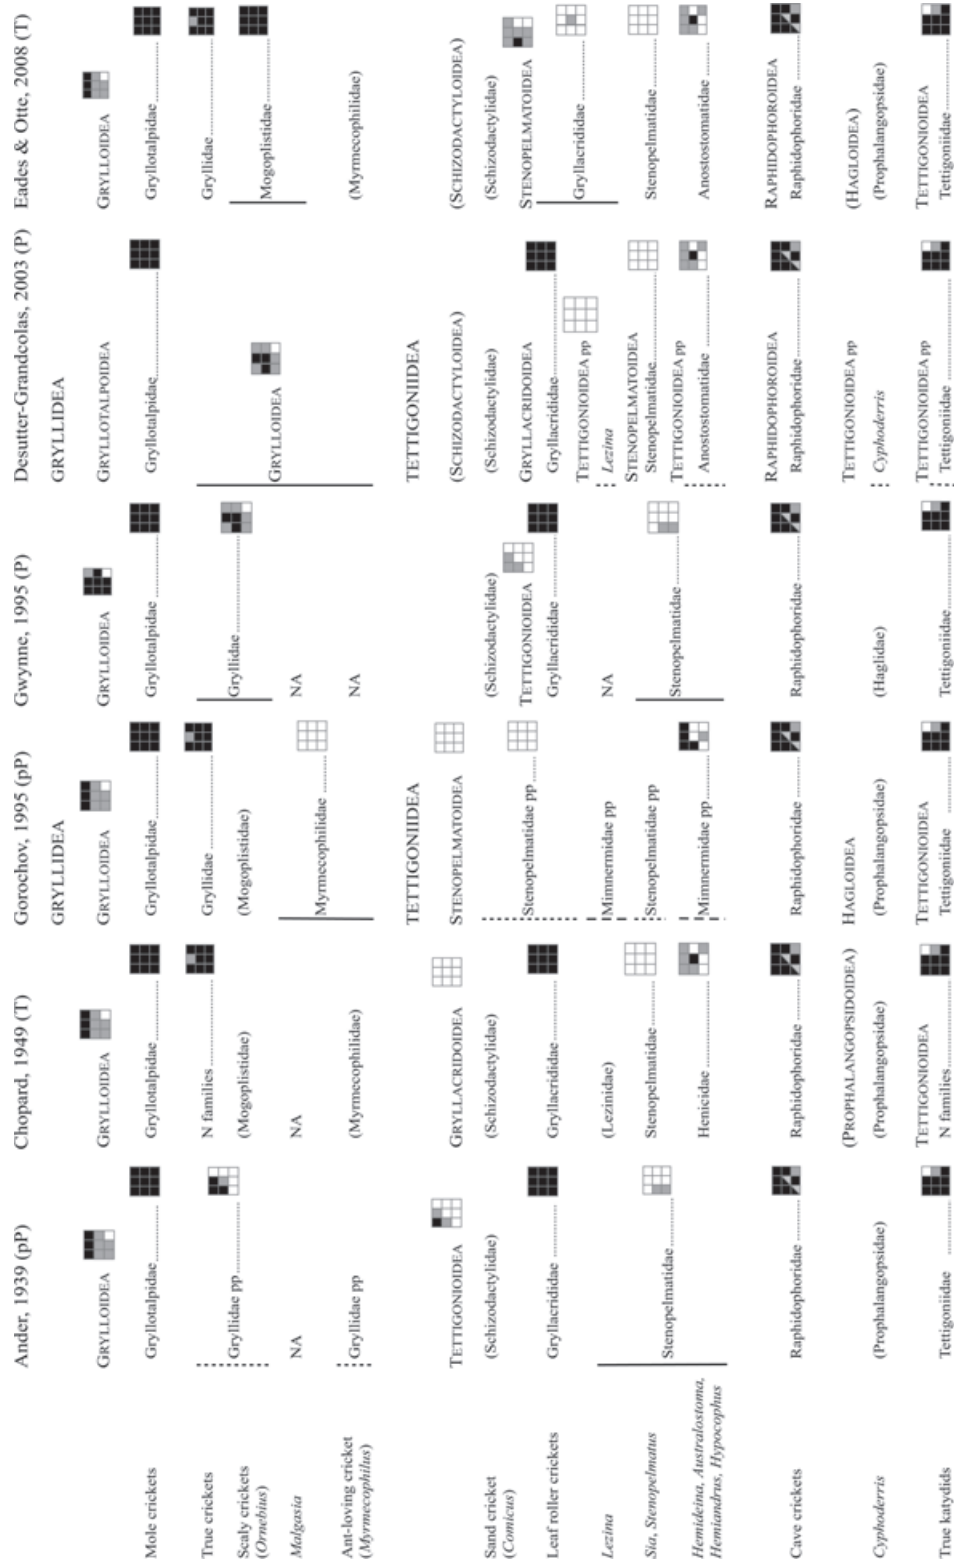 Ander, 1939 (pP)
Chopard, 1949 (T)
Gorochov, 1995 (pP)
Gwynne, 1995 (P)
Desutter-Grandcolas, 2003 (P)
Eades & Otte, 2008 (T)
GRYLLIDEA
GRYLLIDEA
GRYLLOIDEA
GRYLLOIDEA
GRYLLOIDEA
GRYLLOIDEA
GRYLLOTALPOIDEA
GRYLLOIDEA
Mole crickets
Gryllotalpidae
Gryllotalpidae
Gryllotalpidae
Gryllotalpidae
Gryllotalpidae
Gryllotalpidae
True crickets
Gryllidae pp
N families
Gryllidae
Gryllidae
GRYLLOIDEA
Gryllidae
Scaly crickets
(Ornebius)
(Mogoplistidae)
(Mogoplistidae)
Mogoplistidae
Malgasia
NA
NA
Myrmecophilidae
NA
Ant-loving cricket
(Myrmecophilus)
Gryllidae pp
(Myrmecophilidae)
NA
(Myrmecophilidae)
TETTIGONIIDEA
TETTIGONIIDEA
TETTIGONIOIDEA
GRYLLACRIDOIDEA
STENOPELMATOIDEA
(SCHIZODACTYLOIDEA)
(SCHIZODACTYLOIDEA)
Sand cricket
(Comicus)
(Schizodactylidae)
(Schizodactylidae)
Stenopelmatidae pp
(Schizodactylidae)
(Schizodactylidae)
(Schizodactylidae)
TETTIGONIOIDEA
GRYLLACRIDOIDEA
STENOPELMATOIDEA
Leaf roller crickets
Gryllacrididae
Gryllacrididae
Gryllacrididae
Gryllacrididae
Gryllacrididae
TETTIGONIOIDEA pp
Lezina
(Lezinidae)
Mimnermidae pp
NA
Lezina
STENOPELMATOIDEA
Sia, Stenopelmatus
Stenopelmatidae
Stenopelmatidae
Stenopelmatidae pp
Stenopelmatidae
Stenopelmatidae
Stenopelmatidae
TETTIGONIOIDEA pp
Hemideina, Australostoma,
Hemiandrus, Hypocophus
Henicidae
Mimnermidae pp
Anostostomatidae
Anostostomatidae
RAPHIDOPHOROIDEA
RAPHIDOPHOROIDEA
Cave crickets
Raphidophoridae
Raphidophoridae
Raphidophoridae
Raphidophoridae
Raphidophoridae
Raphidophoridae
(PROPHALANGOPSIDOIDEA)
HAGLOIDEA
TETTIGONIOIDEA pp
(HAGLOIDEA)
Cyphoderris
(Prophalangopsidae)
(Prophalangopsidae)
(Prophalangopsidae)
(Haglidae)
Cyphoderris
(Prophalangopsidae)
TETTIGONIOIDEA
TETTIGONIOIDEA
TETTIGONIOIDEA pp
TETTIGONIOIDEA
True katydids
Tettigoniidae
N families
Tettigoniidae
Tettigoniidae
Tettigoniidae
Tettigoniidae